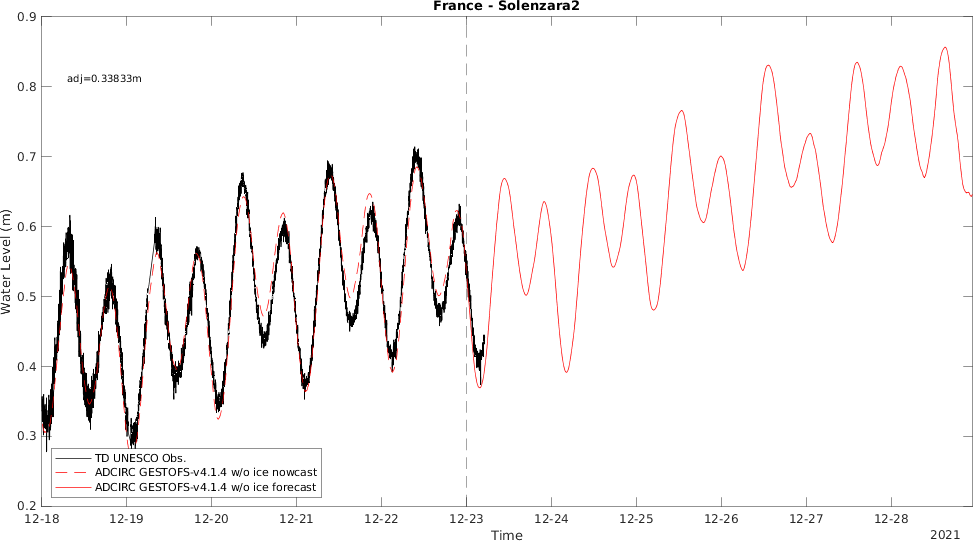 France - Solenzara2
adj=0.33833m
Water Level (m)
0.9
0.8
0.7
0.6
0.5
0.4
0.3
0.2
TD UNESCO Obs.
ADCIRC GESTOFS-v4.1.4 w/o ice nowcast
ADCIRC GESTOFS-v4.1.4 w/o ice forecast
12-18 12-19 12-20 12-21 12-22 12-23 12-24 12-25 12-26 12-27 12-28
Time
2021